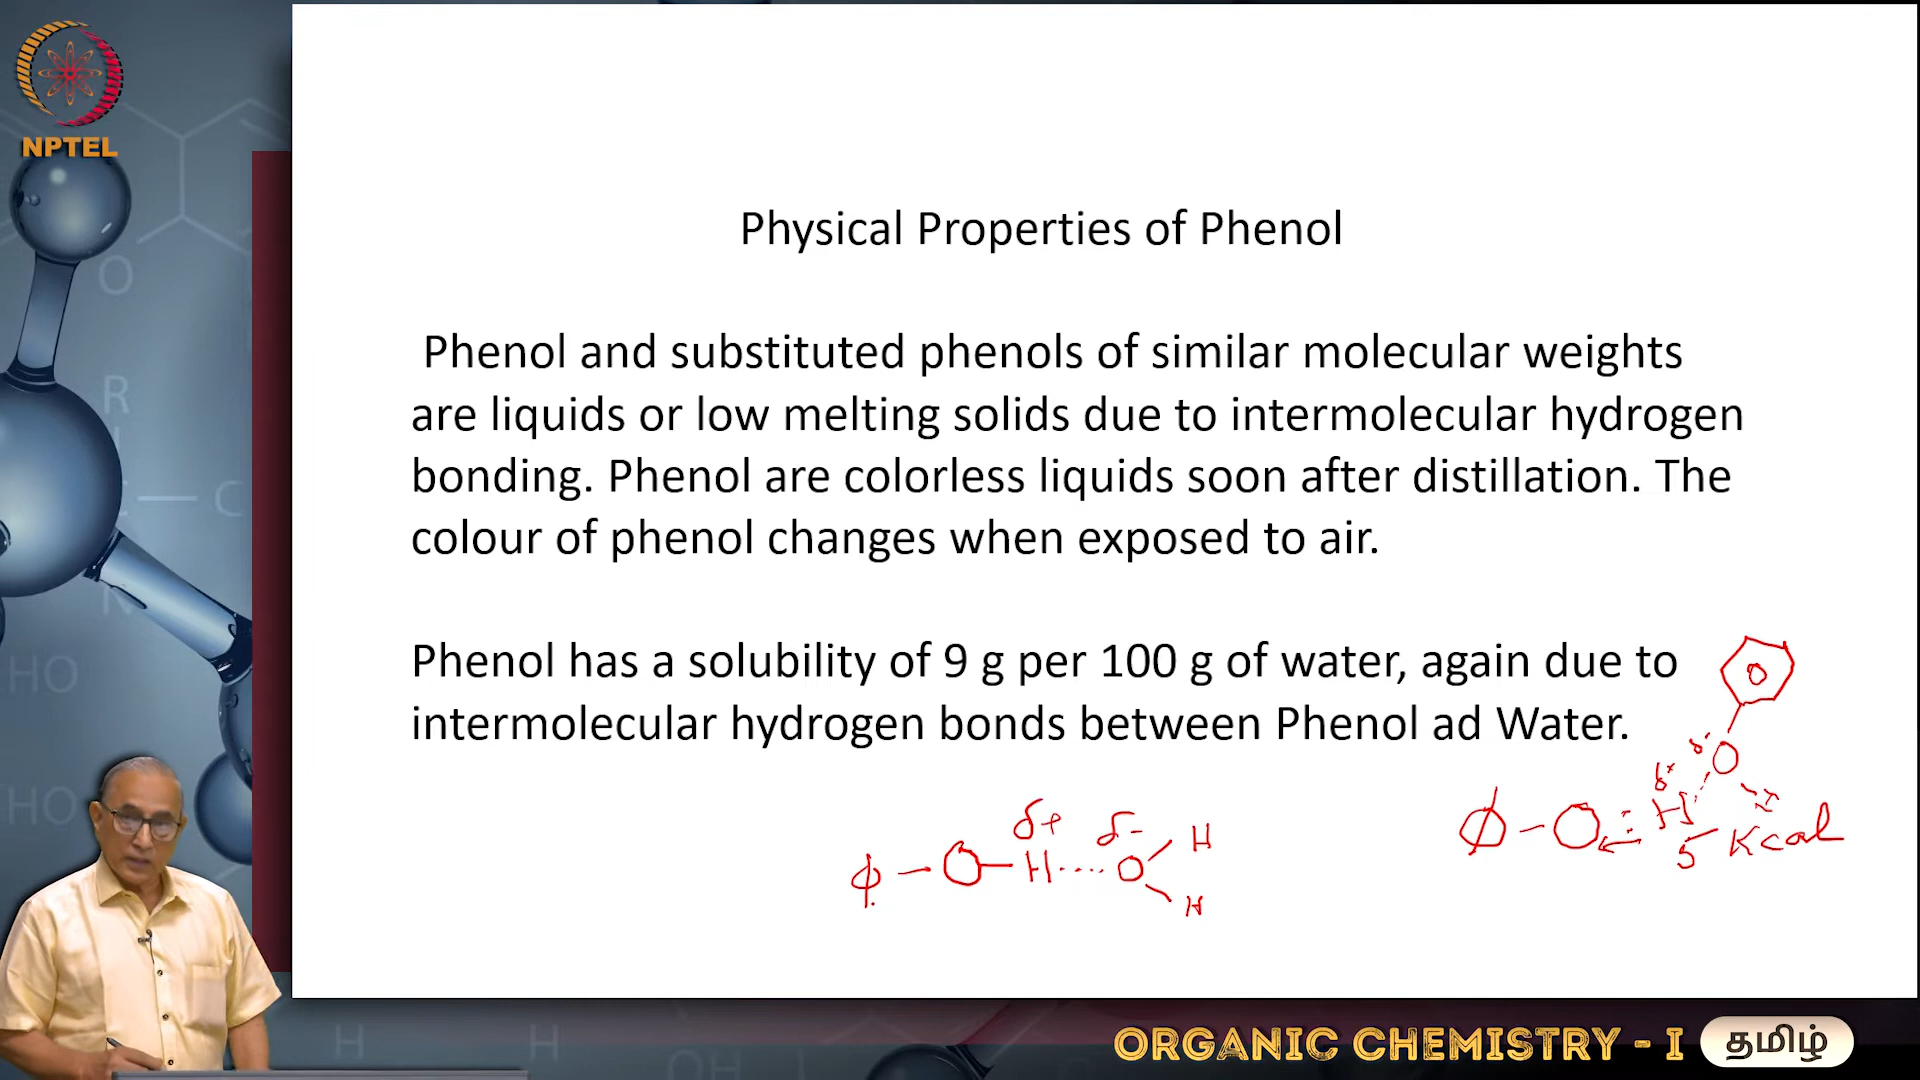 NPTEL
Physical Properties of Phenol
Phenol and substituted phenols of similar molecular weights
are liquids or low melting solids due to intermolecular hydrogen
bonding. Phenol are colorless liquids soon after distillation. The
colour of phenol changes when exposed to air.
Phenol has a solubility of 9 g per 100 g of water, again due to
intermolecular hydrogen bonds between Phenol ad Water.
δ+ δ- H
ϕ - O - H .... O
H
O
δ-
δ+ O
ϕ - O H H
5 Kcal
ORGANIC CHEMISTRY - I தமிழ்